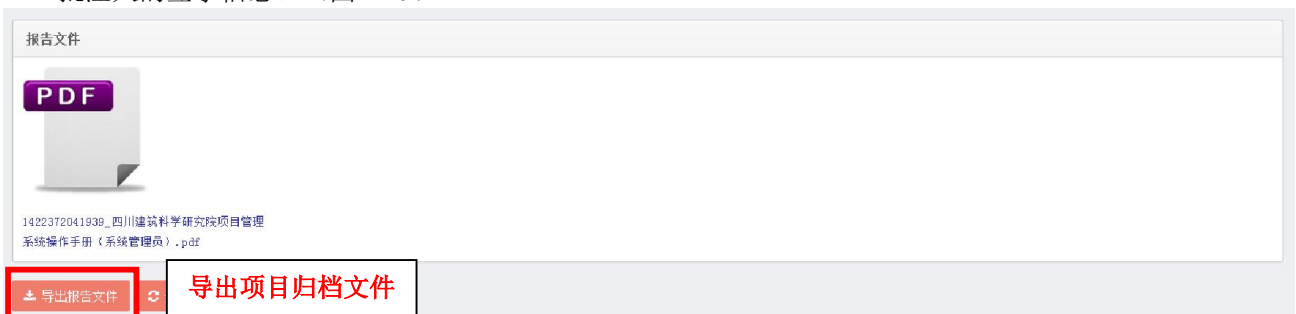 报告文件
PDF
1422372041939_四川建筑科学研究院项目管理
系统操作手册（系统管理员）.pdf
导出报告文件
导出项目归档文件